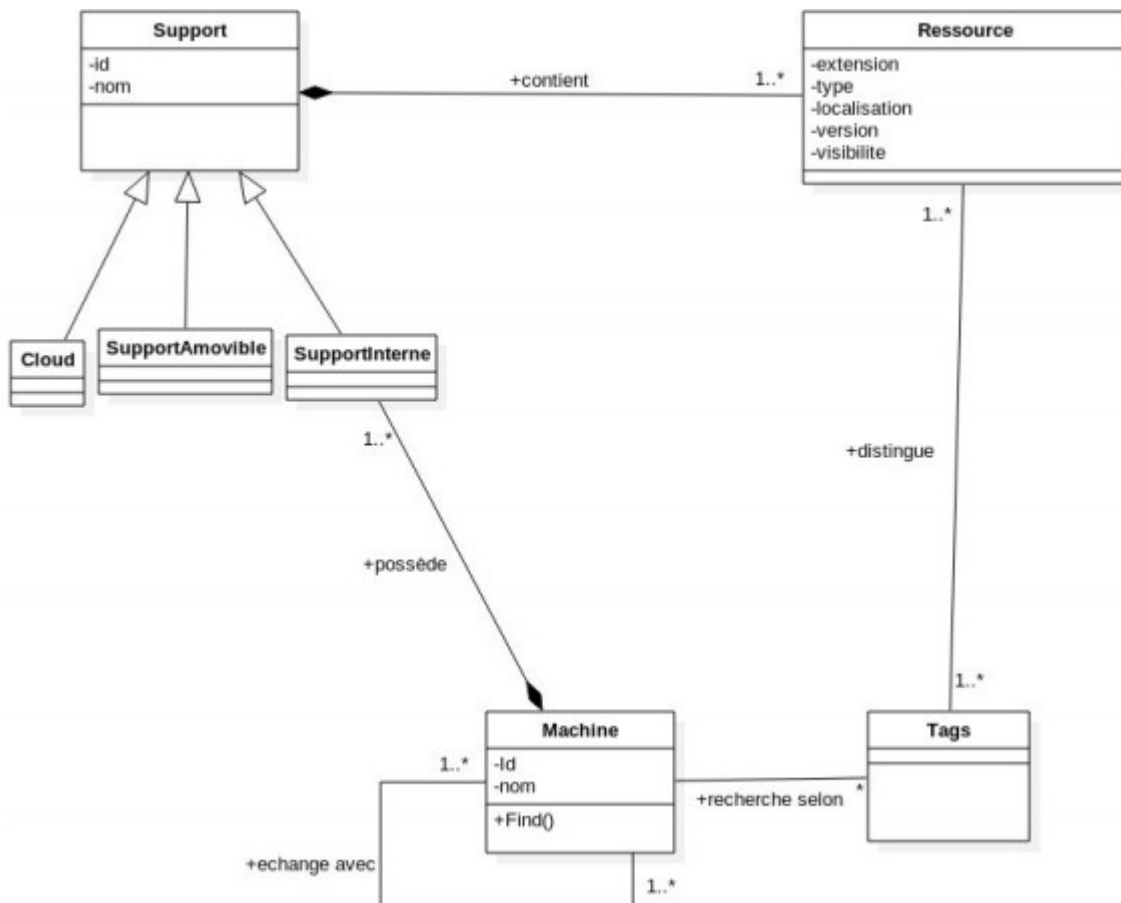 Support
-id
-nom
+contient
1..*
Ressource
-extension
-type
-localisation
-version
-visibilite
1..*
Cloud
SupportAmovible
SupportInterne
1..*
+distingue
+possède
1..*
Machine
-Id
-nom
+Find()
1..*
+recherche selon
*
Tags
+echange avec
1..*